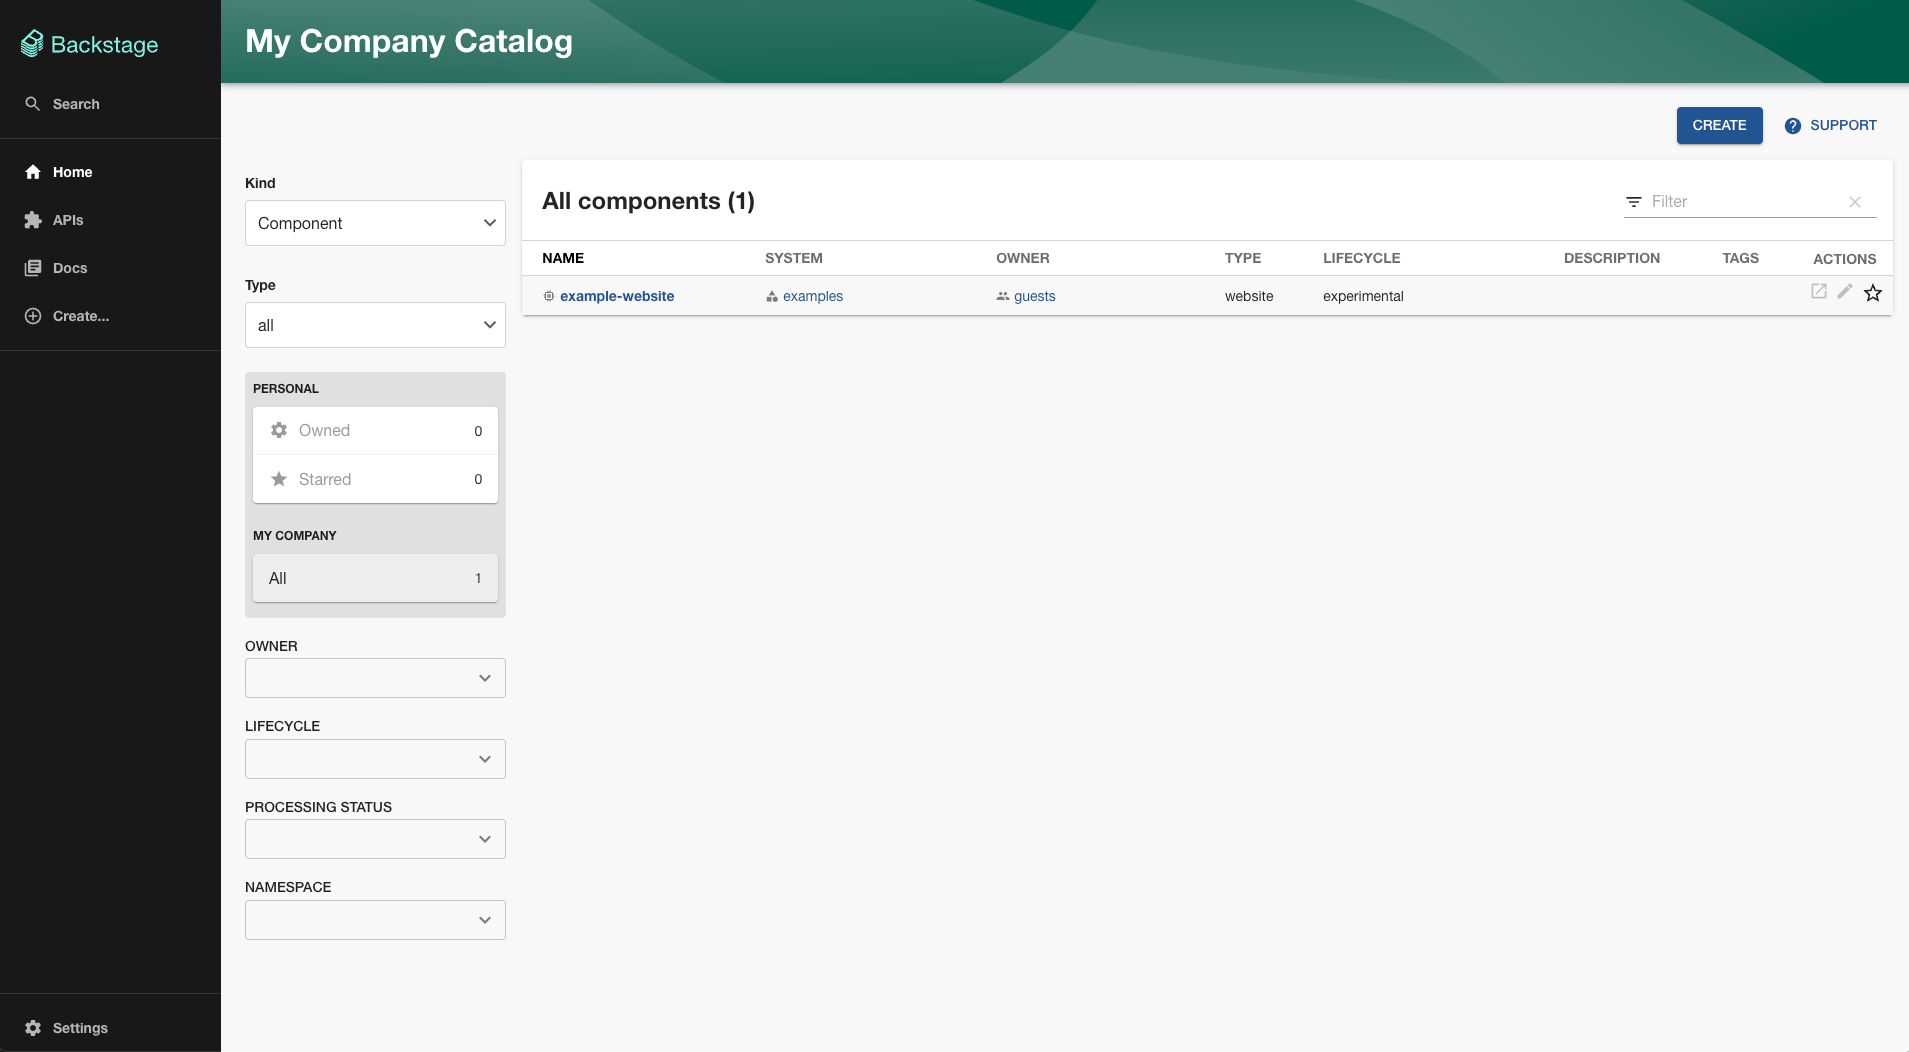 Backstage
Search
Home
APIs
Docs
Create...
Settings
My Company Catalog
CREATE
SUPPORT
Kind
Component
Type
all
PERSONAL
Owned 0
Starred 0
MY COMPANY
All 1
OWNER
LIFECYCLE
PROCESSING STATUS
NAMESPACE
All components (1)
Filter
NAME SYSTEM OWNER TYPE LIFECYCLE DESCRIPTION TAGS ACTIONS
example-website examples guests website experimental